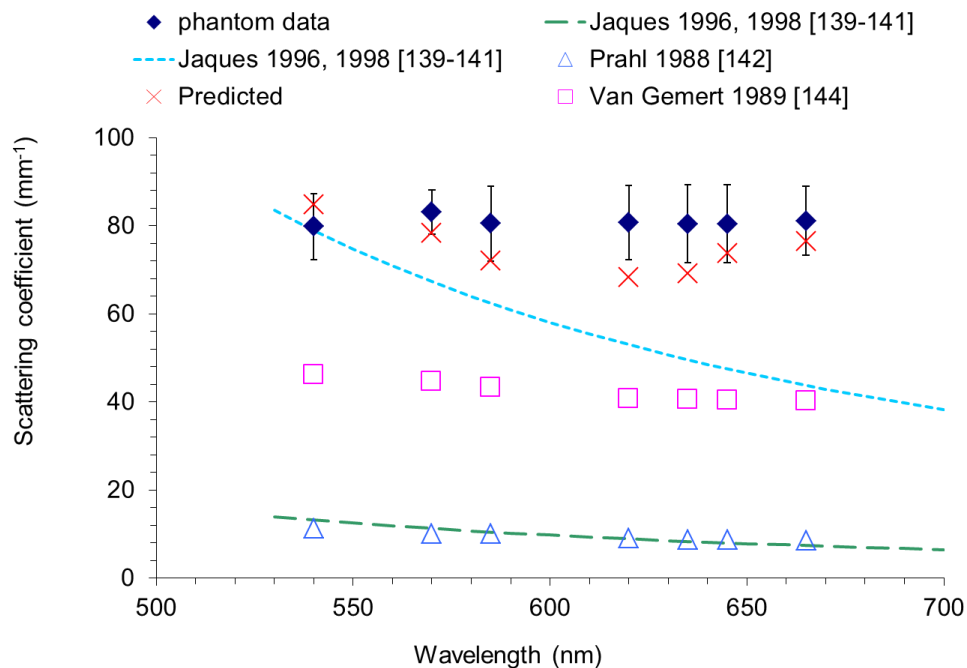 phantom data
Jaques 1996, 1998 [139-141]
Jaques 1996, 1998 [139-141]
Prahl 1988 [142]
Predicted
Van Gemert 1989 [144]
Scattering coefficient (mm-1)
100
80
60
40
20
0
500
550
600
650
700
Wavelength (nm)